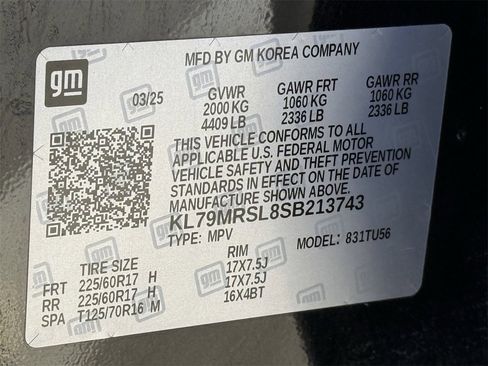 gm
MFD BY GM KOREA COMPANY
03/25
GVWR GAWR FRT GAWR RR
2000 KG 1060 KG 1060 KG
4409 LB 2336 LB 2336 LB
THIS VEHICLE CONFORMS TO ALL
APPLICABLE U.S. FEDERAL MOTOR
VEHICLE SAFETY AND THEFT PREVENTION
STANDARDS IN EFFECT ON THE DATE OF
MANUFACTURE SHOWN ABOVE.
KL79MRSL8SB213743
TYPE: MPV MODEL: 831TU56
TIRE SIZE RIM
FRT 225/60R17 H 17X7.5J
RR 225/60R17 H 17X7.5J
SPA T125/70R16 M 16X4BT